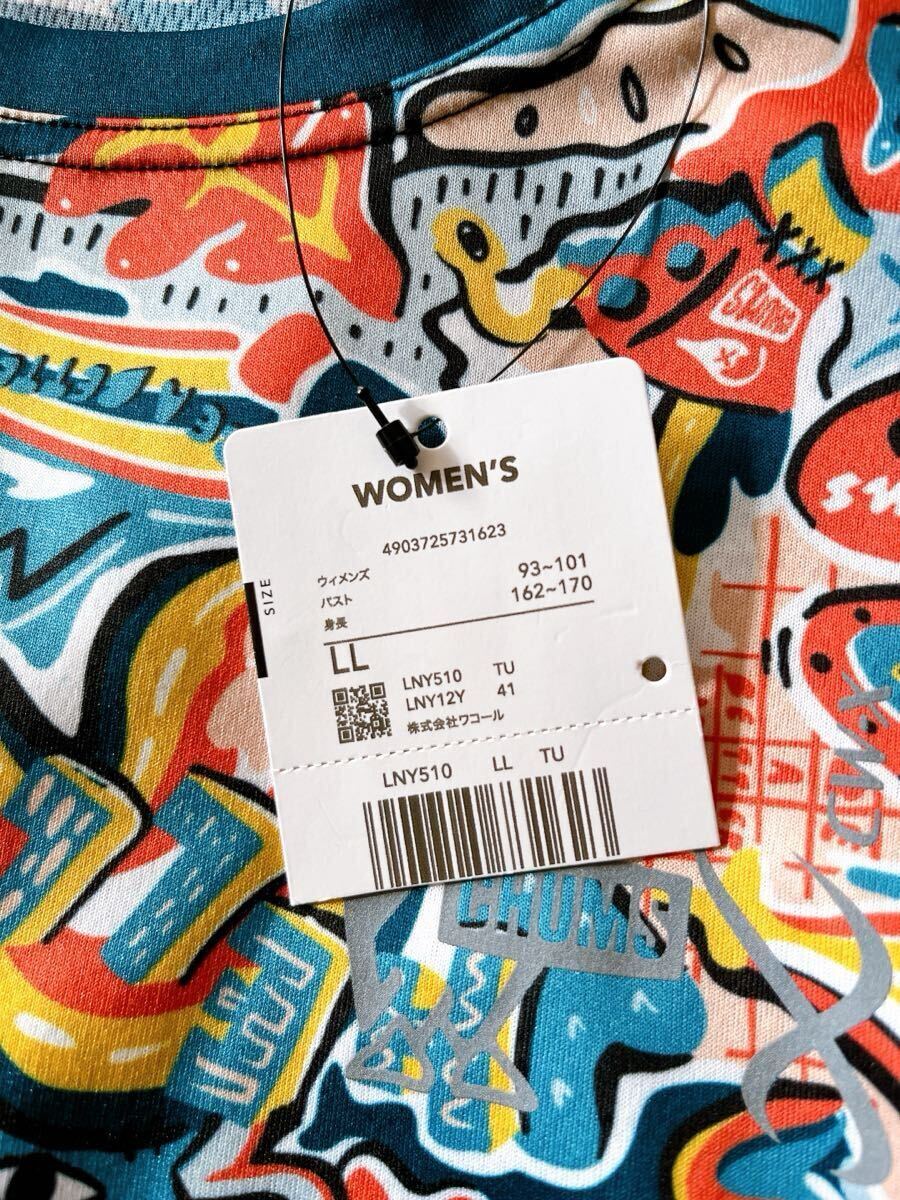 WOMEN'S
4903725731623
SIZE
ウィメンズ
バスト 93~101
身長 162~170
LL
LNY510 TU
LNY12Y 41
株式会社ワコール
LNY510 LL TU
CHUMS
CW-X